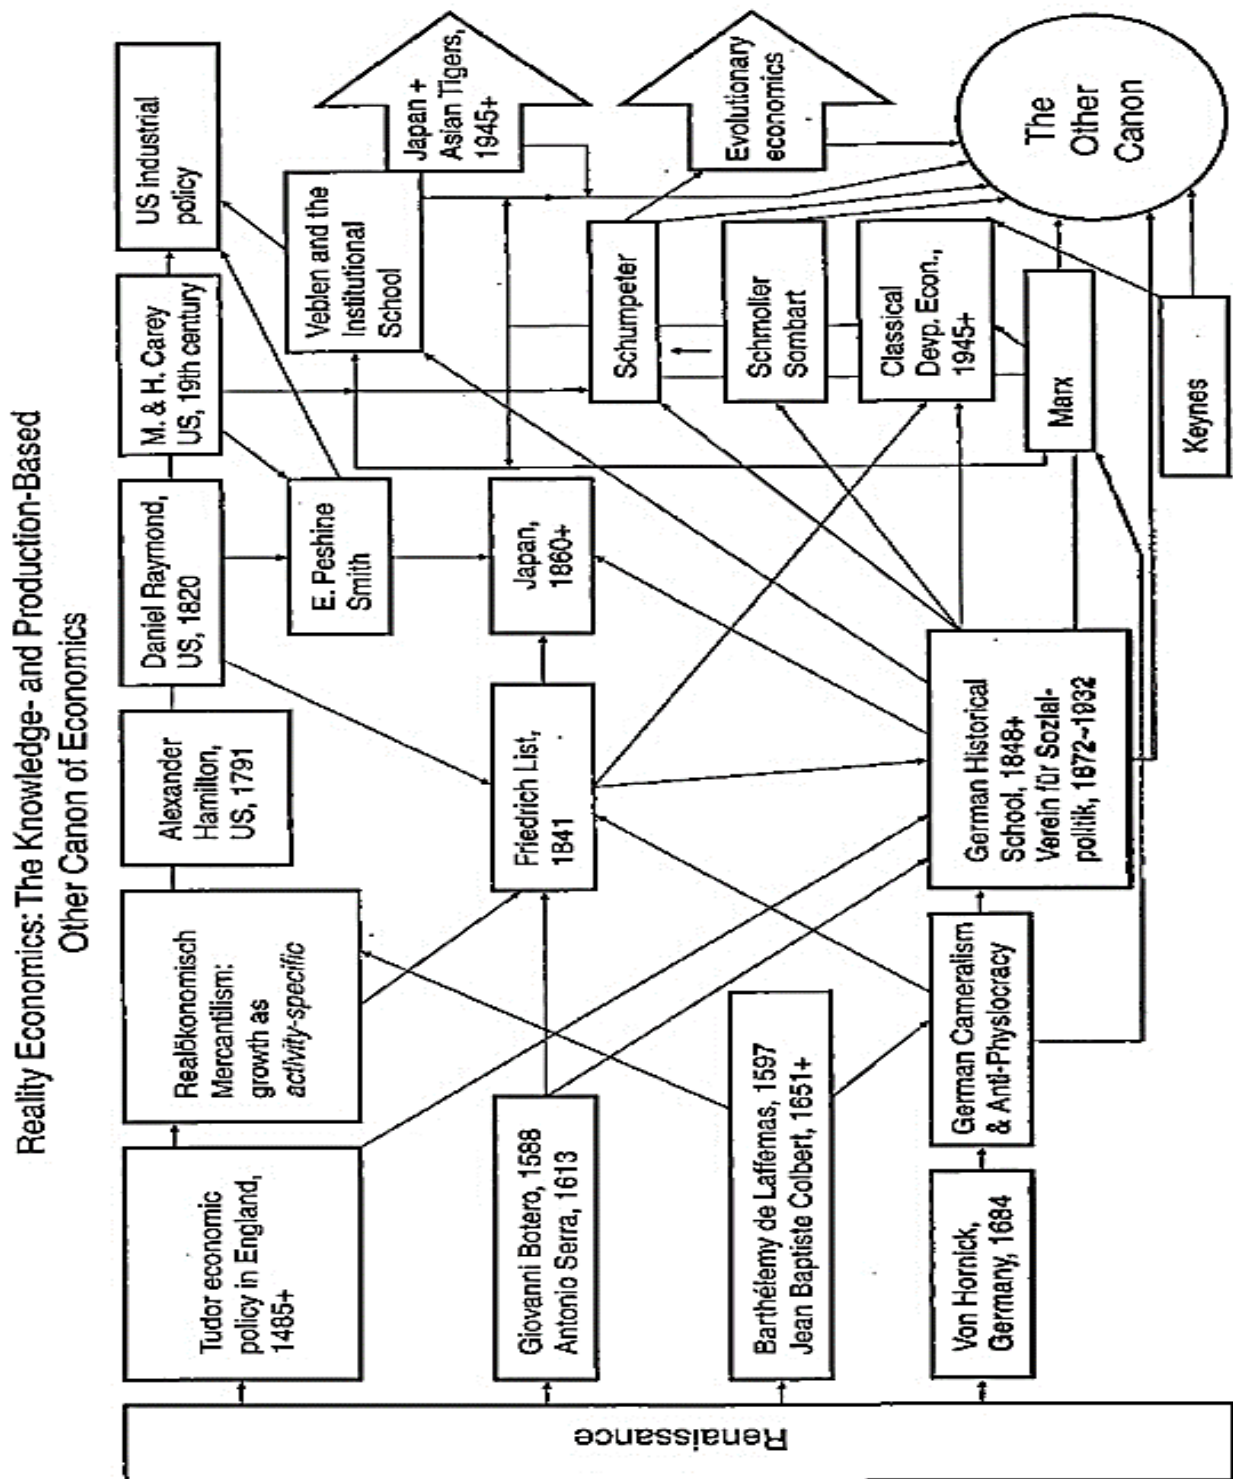 Reality Economics: The Knowledge- and Production-Based
Other Canon of Economics
Renaissance
Tudor economic
policy in England,
1485+
Realökonomisch
Mercantilism:
growth as
activity-specific
Alexander
Hamilton,
US, 1791
Daniel Raymond,
US, 1820
M. & H. Carey
US, 19th century
US industrial
policy
E. Peshine
Smith
Veblen and the
Institutional
School
Japan +
Asian Tigers,
1945+
Giovanni Botero, 1588
Antonio Serra, 1613
Friedrich List,
1841
Japan,
1860+
Schumpeter
Evolutionary
economics
Barthélemy de Laffemas, 1597
Jean Baptiste Colbert, 1651+
Schmoller
Sombart
Classical
Devp. Econ.,
1945+
Von Hornick,
Germany, 1684
German Cameralism
& Anti-Physiocracy
German Historical
School, 1848+
Verein für Sozial-
politik, 1872–1932
Marx
Keynes
The
Other
Canon